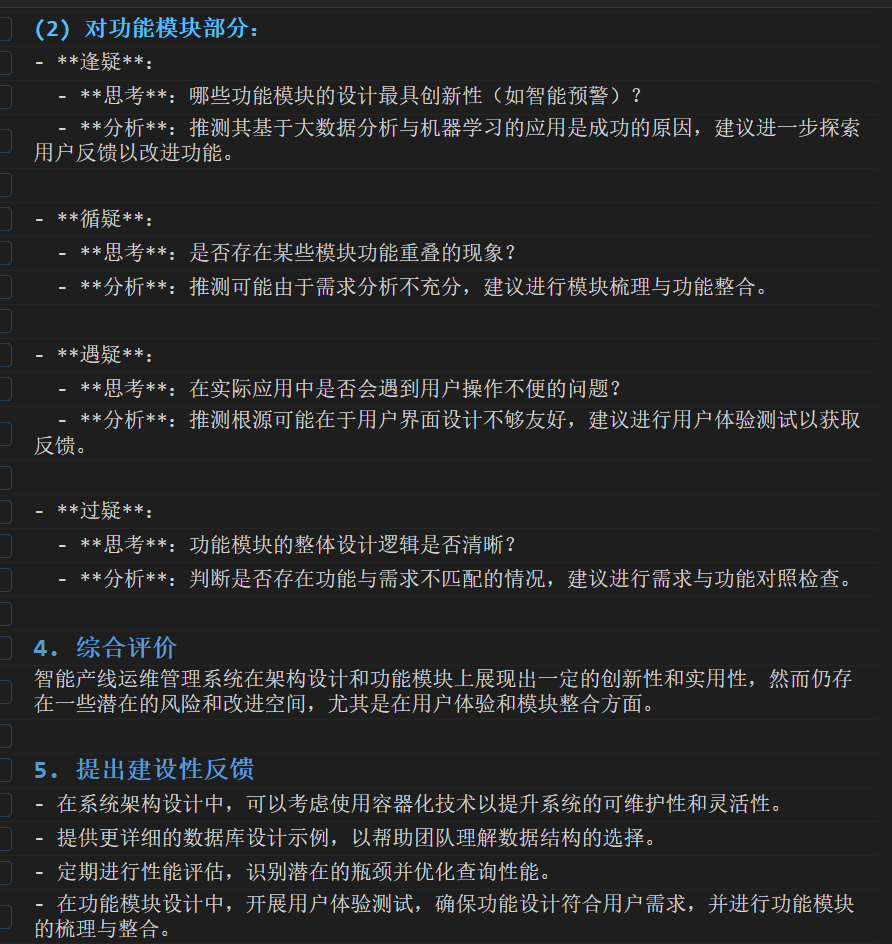 (2) 对功能模块部分：
- **逢疑**：
- **思考**：哪些功能模块的设计最具创新性（如智能预警）？
- **分析**：推测其基于大数据分析与机器学习的应用是成功的原因，建议进一步探索
用户反馈以改进功能。
- **循疑**：
- **思考**：是否存在某些模块功能重叠的现象？
- **分析**：推测可能由于需求分析不充分，建议进行模块梳理与功能整合。
- **遇疑**：
- **思考**：在实际应用中是否会遇到用户操作不便的问题？
- **分析**：推测根源可能在于用户界面设计不够友好，建议进行用户体验测试以获取
反馈。
- **过疑**：
- **思考**：功能模块的整体设计逻辑是否清晰？
- **分析**：判断是否存在功能与需求不匹配的情况，建议进行需求与功能对照检查。
4. 综合评价
智能产线运维管理系统在架构设计和功能模块上展现出一定的创新性和实用性，然而仍存
在一些潜在的风险和改进空间，尤其是在用户体验和模块整合方面。
5. 提出建设性反馈
- 在系统架构设计中，可以考虑使用容器化技术以提升系统的可维护性和灵活性。
- 提供更详细的数据库设计示例，以帮助团队理解数据结构的选择。
- 定期进行性能评估，识别潜在的瓶颈并优化查询性能。
- 在功能模块设计中，开展用户体验测试，确保功能设计符合用户需求，并进行功能模块
的梳理与整合。